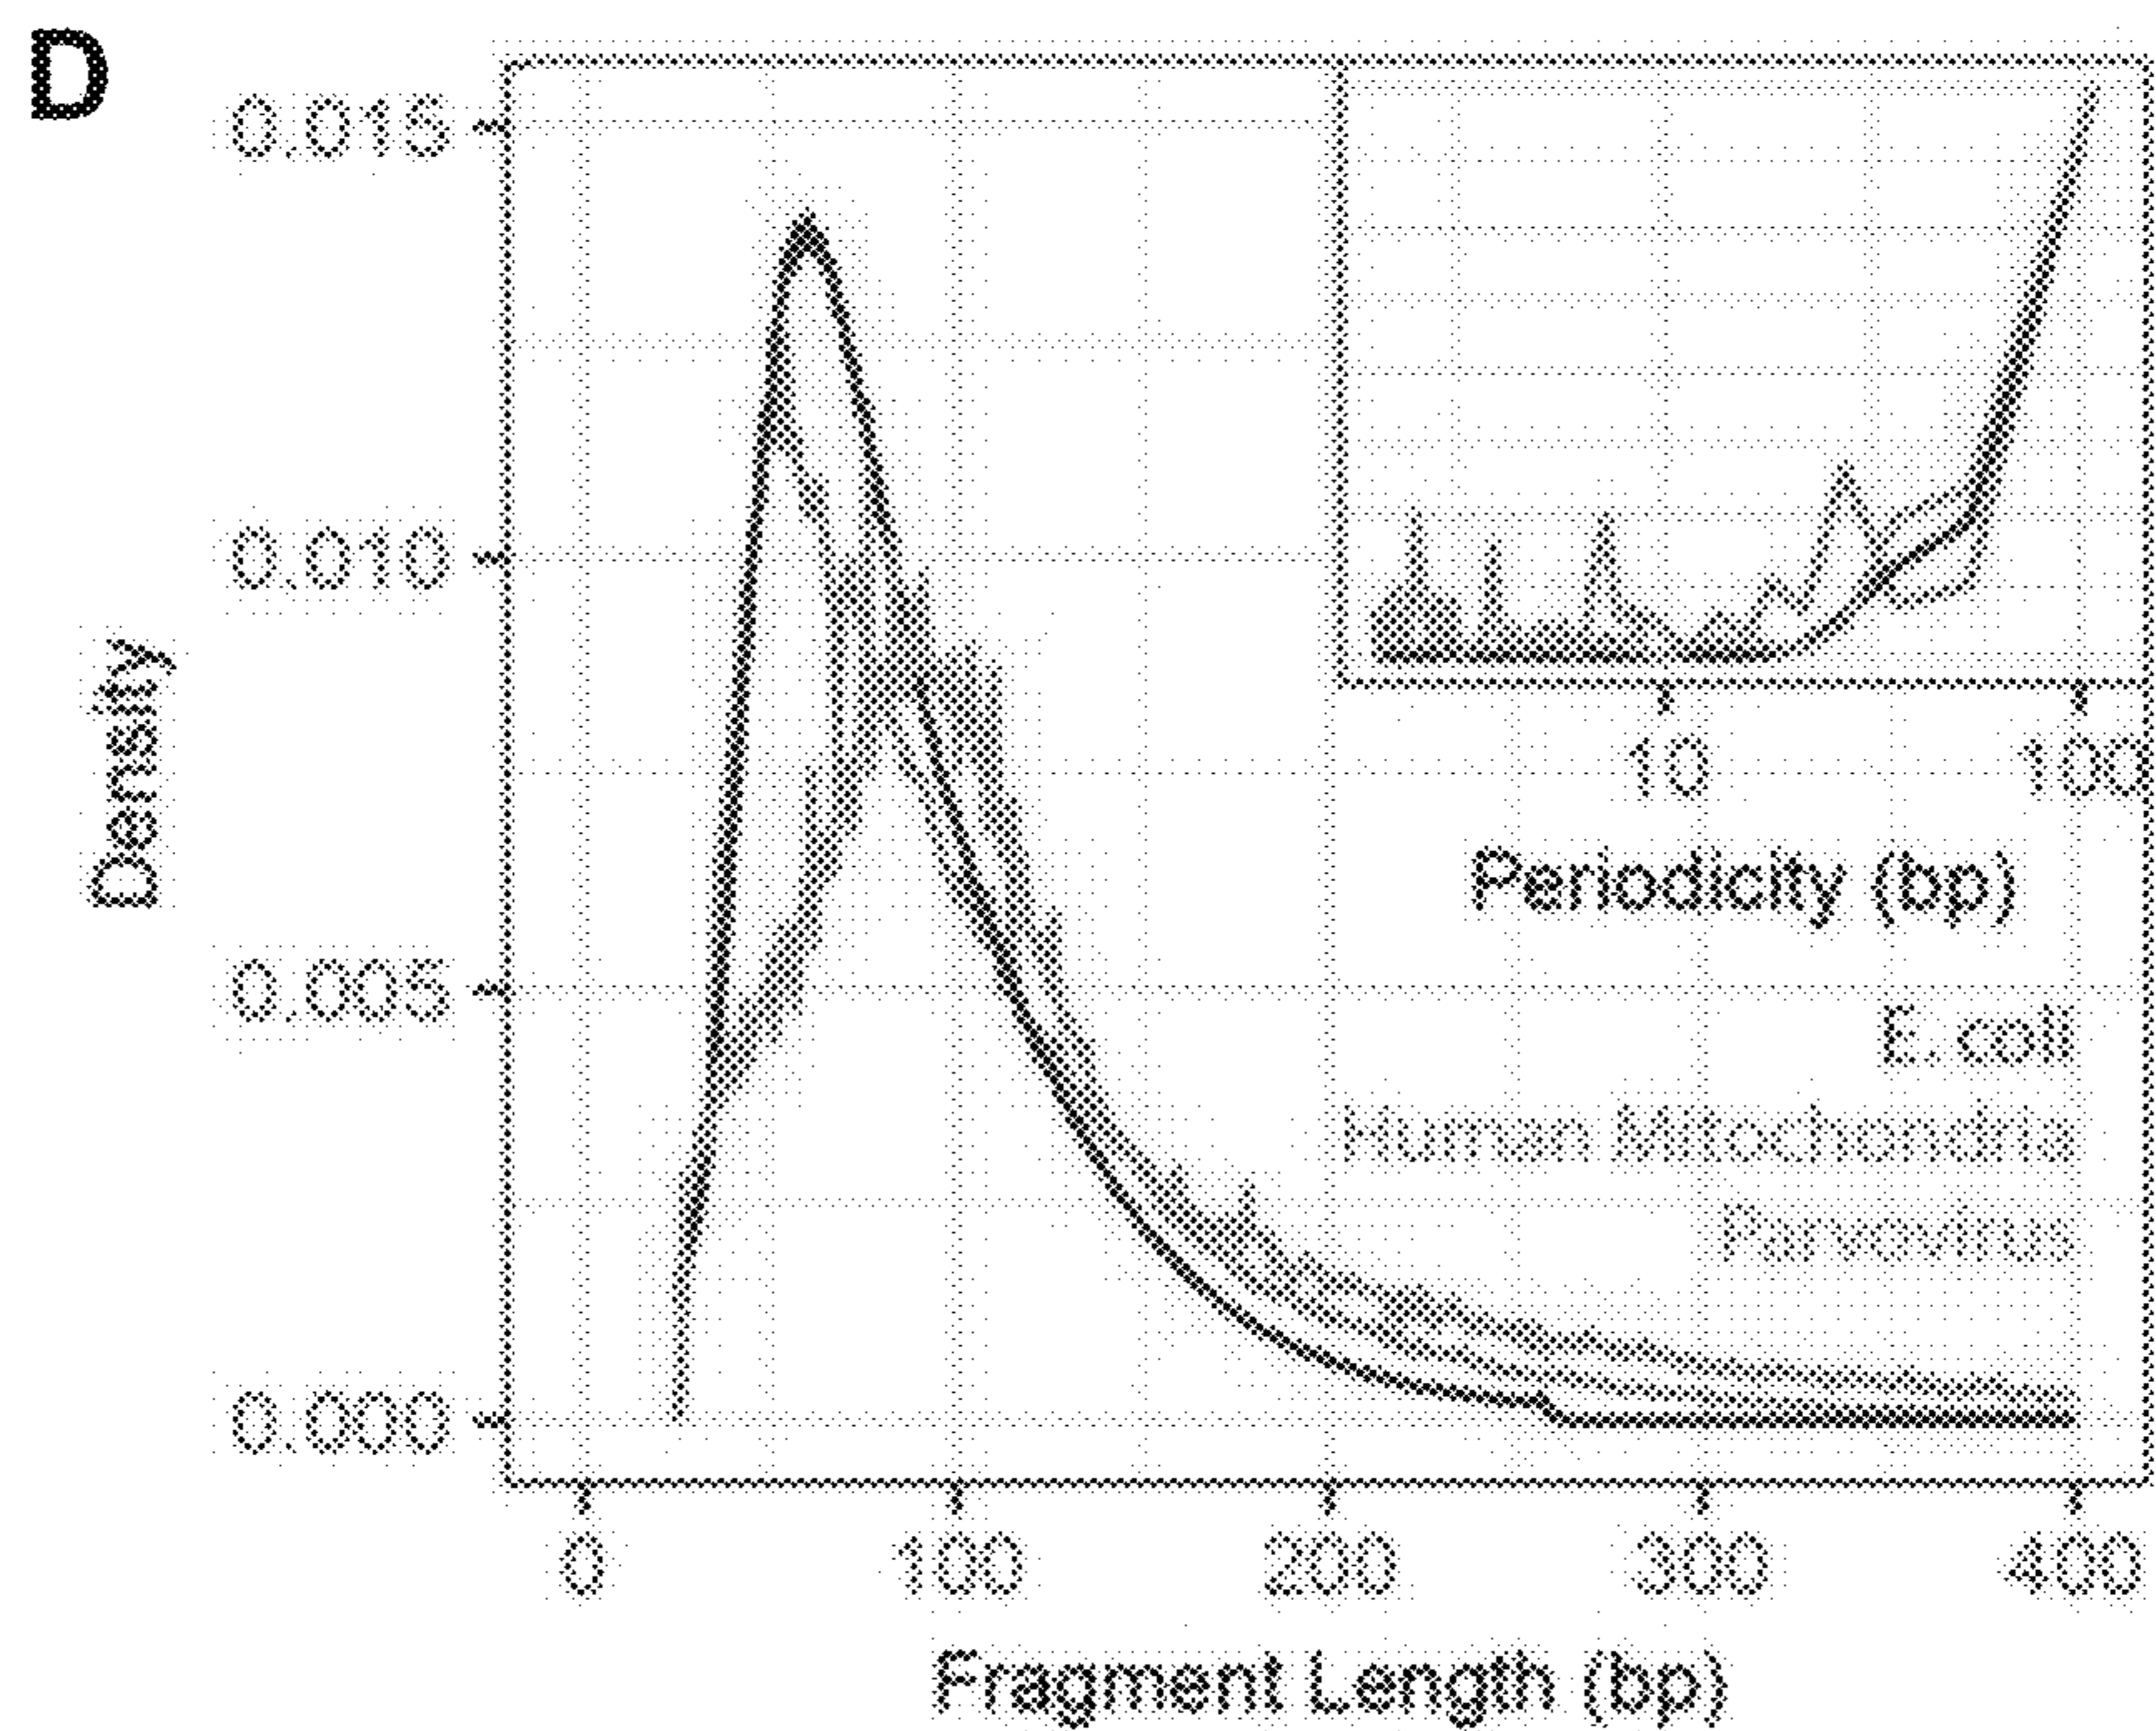 D
0.015
0.010
0.005
0.000
Density
10
100
Periodicity (bp)
E. coli
Human Mitochondria
Parvovirus
0
100
200
300
400
Fragment Length (bp)